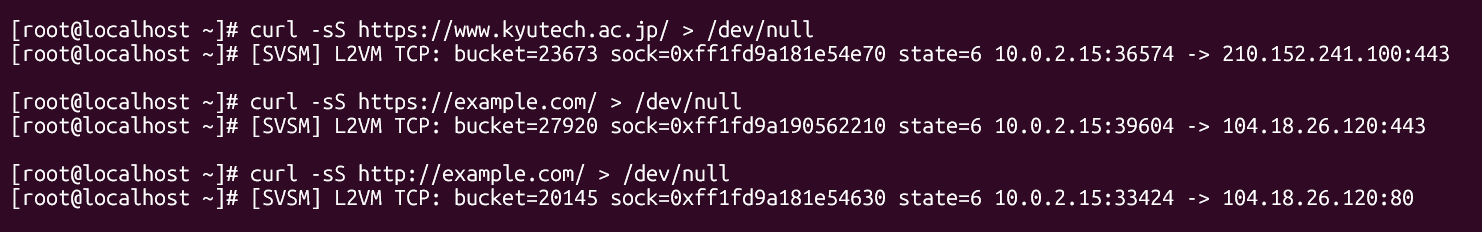 [root@localhost ~]# curl -sS https://www.kyutech.ac.jp/ > /dev/null
[root@localhost ~]# [SVSM] L2VM TCP: bucket=23673 sock=0xff1fd9a181e54e70 state=6 10.0.2.15:36574 -> 210.152.241.100:443
[root@localhost ~]# curl -sS https://example.com/ > /dev/null
[root@localhost ~]# [SVSM] L2VM TCP: bucket=27920 sock=0xff1fd9a190562210 state=6 10.0.2.15:39604 -> 104.18.26.120:443
[root@localhost ~]# curl -sS http://example.com/ > /dev/null
[root@localhost ~]# [SVSM] L2VM TCP: bucket=20145 sock=0xff1fd9a181e54630 state=6 10.0.2.15:33424 -> 104.18.26.120:80